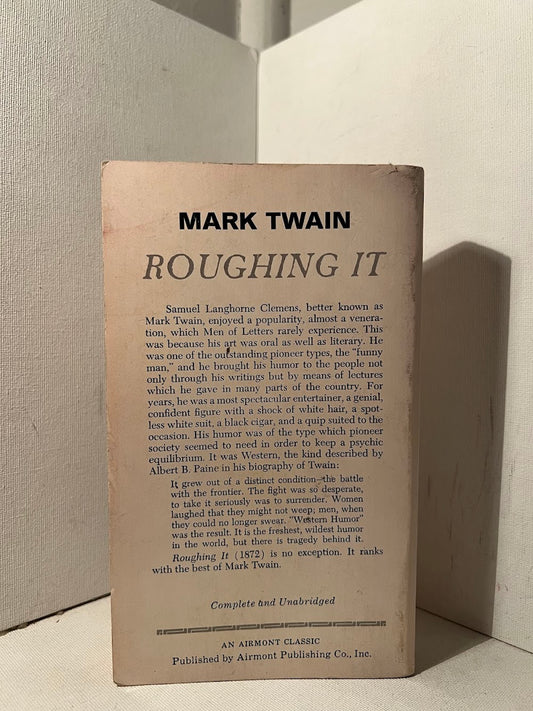 MARK TWAIN
ROUGHING IT
Samuel Langhorne Clemens, better known as
Mark Twain, enjoyed a popularity, almost a venera-
tion, which Men of Letters rarely experience. This
was because his art was oral as well as literary. He
was one of the outstanding pioneer types, the "funny
man," and he brought his humor to the people not
only through his writings but by means of lectures
which he gave in many parts of the country. For
years, he was a most spectacular entertainer, a genial,
confident figure with a shock of white hair, a spot-
less white suit, a black cigar, and a quip suited to the
occasion. His humor was of the type which pioneer
society seemed to need in order to keep a psychic
equilibrium. It was Western, the kind described by
Albert B. Paine in his biography of Twain:
It grew out of a distinct condition—the battle
with the frontier. The fight was so desperate,
to take it seriously was to surrender. Women
laughed that they might not weep; men, when
they could no longer swear. "Western Humor"
was the result. It is the freshest, wildest humor
in the world, but there is tragedy behind it.
Roughing It (1872) is no exception. It ranks
with the best of Mark Twain.
Complete and Unabridged
AN AIRMONT CLASSIC
Published by Airmont Publishing Co., Inc.